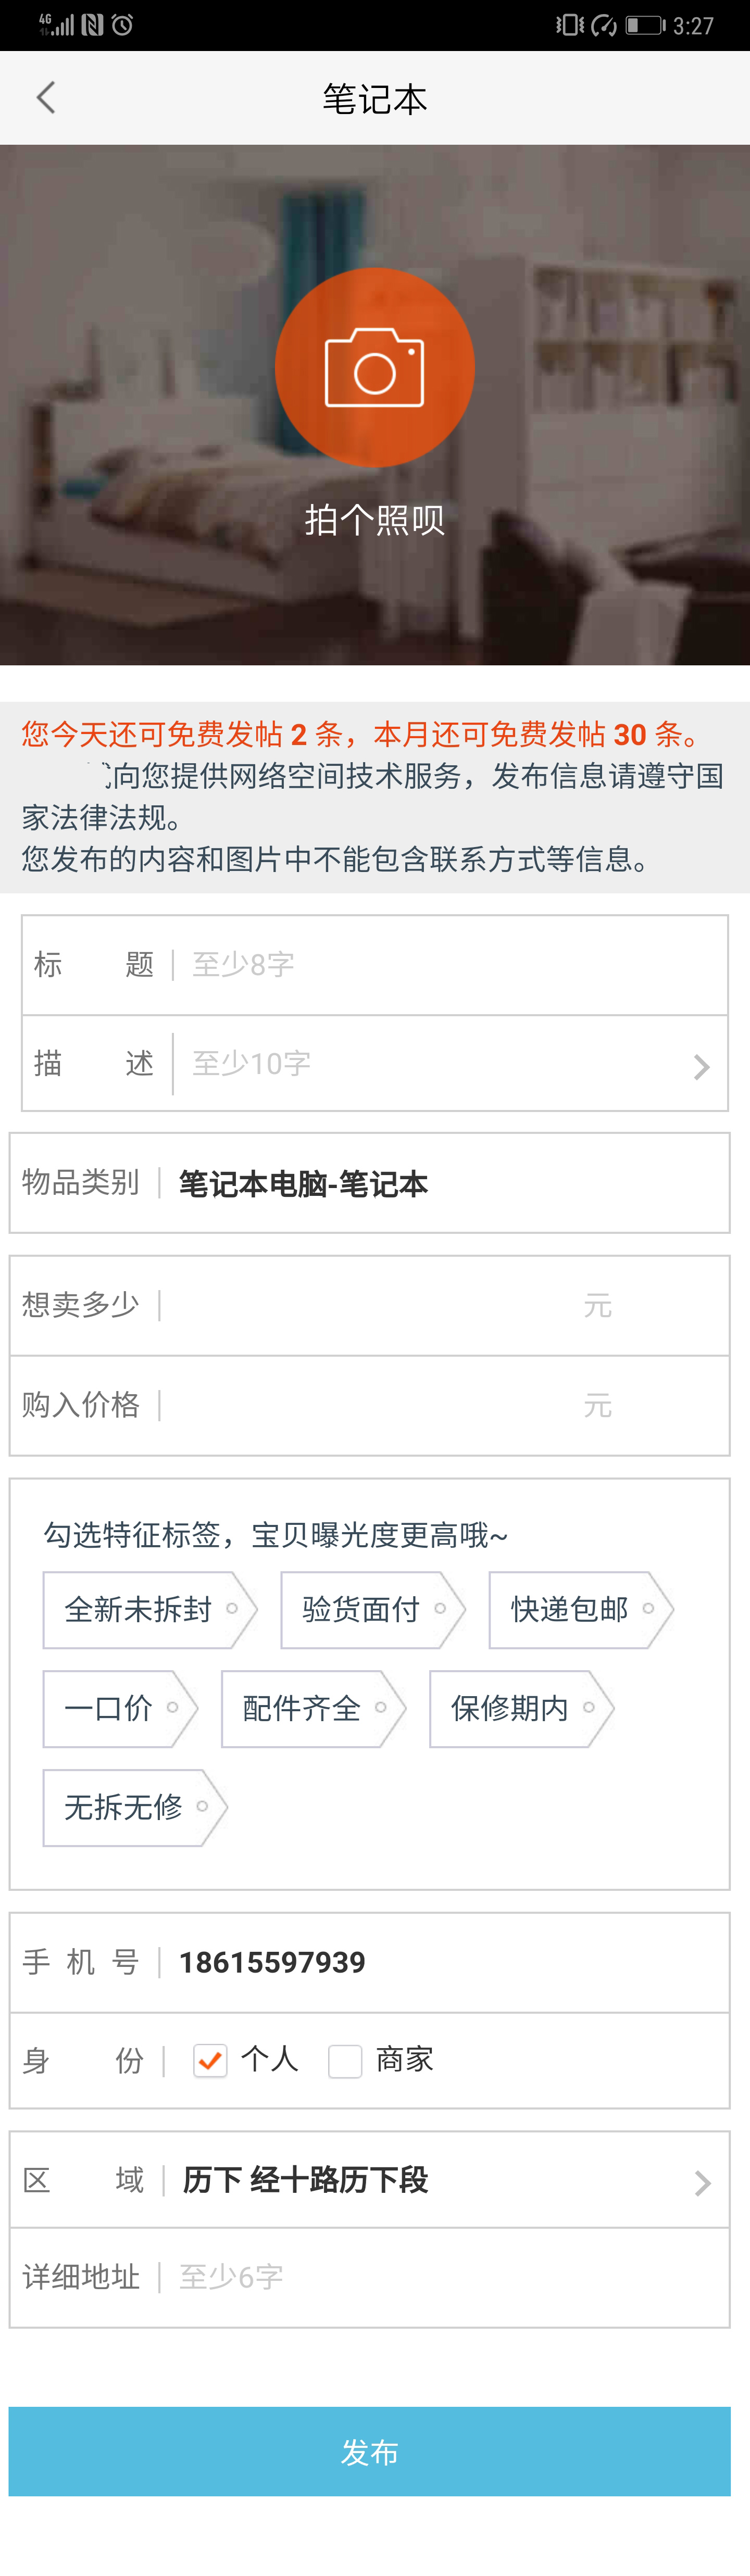 4G 3:27
笔记本
拍个照呗
您今天还可免费发帖 2 条，本月还可免费发帖 30 条。
向您提供网络空间技术服务，发布信息请遵守国
家法律法规。
您发布的内容和图片中不能包含联系方式等信息。
标题 至少8字
描述 至少10字
物品类别 笔记本电脑-笔记本
想卖多少 元
购入价格 元
勾选特征标签，宝贝曝光度更高哦~
全新未拆封 验货面付 快递包邮
一口价 配件齐全 保修期内
无拆无修
手机号 18615597939
身份 个人 商家
区域 历下 经十路历下段
详细地址 至少6字
发布